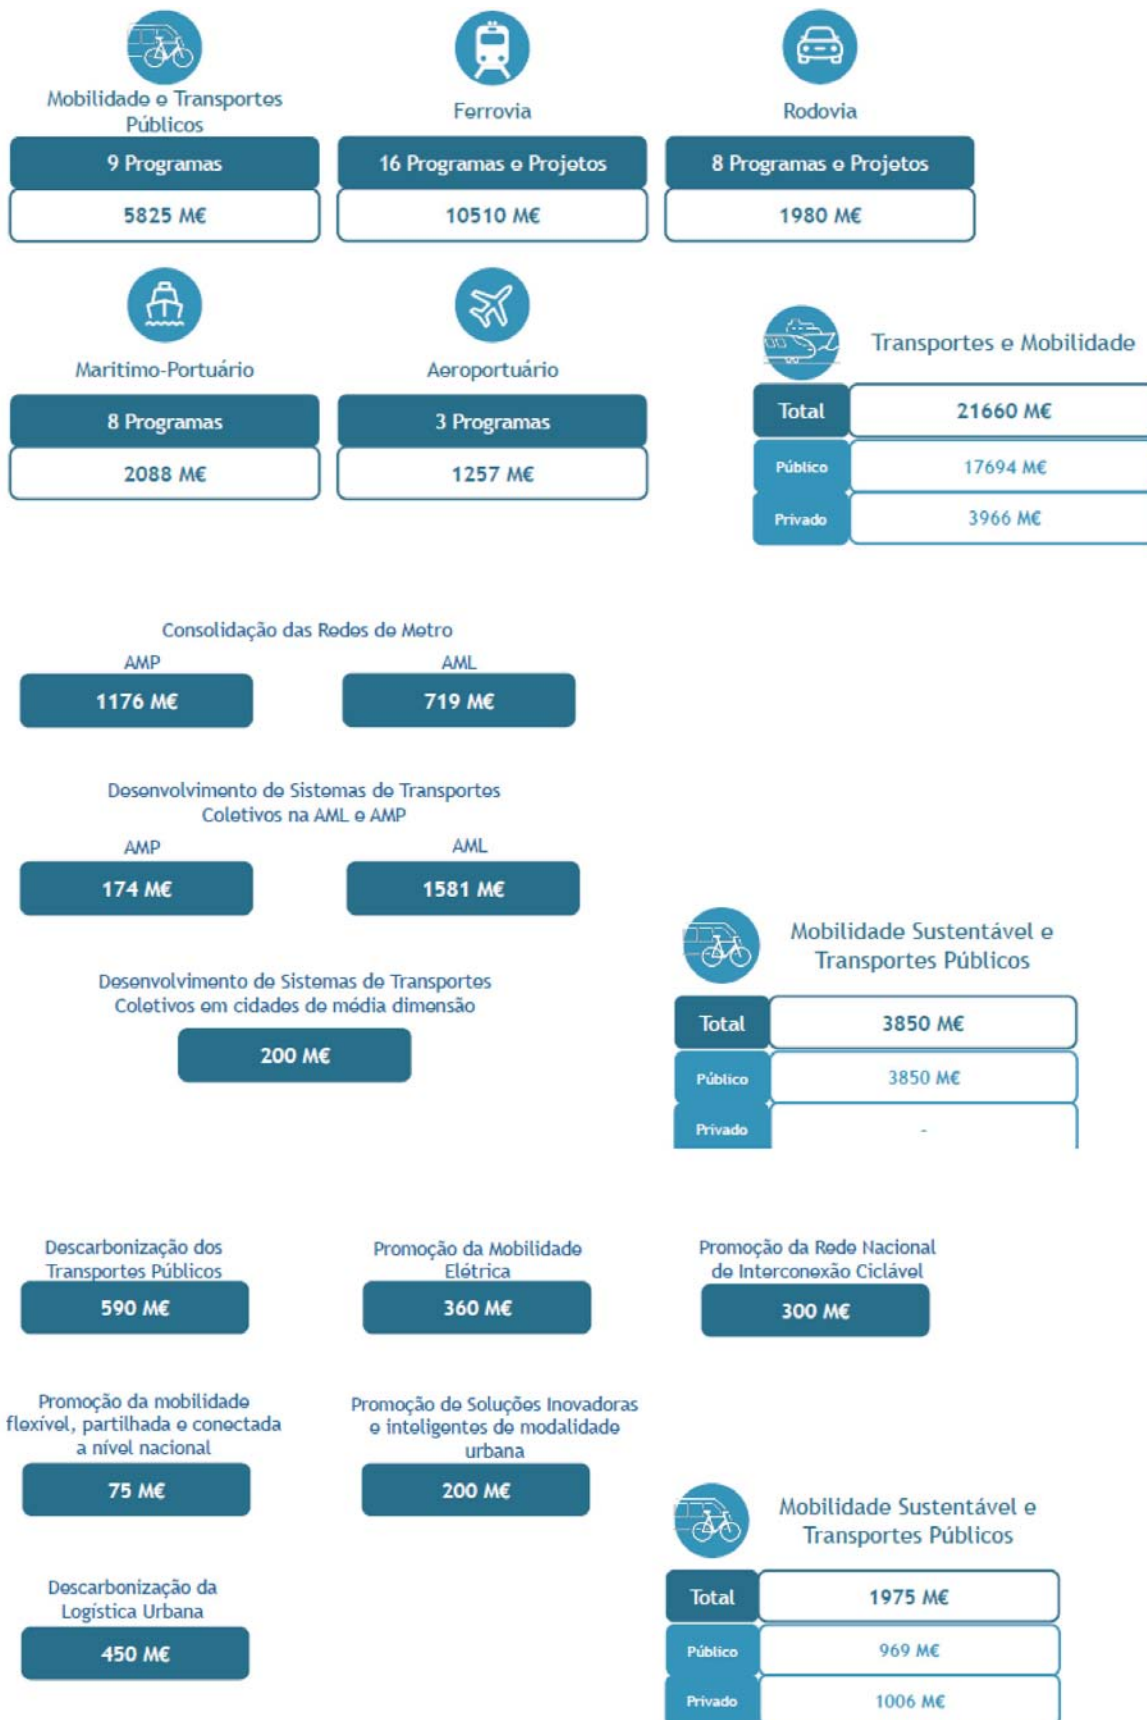 Mobilidade e Transportes
Públicos
9 Programas
5825 M€
Ferrovia
16 Programas e Projetos
10510 M€
Rodovia
8 Programas e Projetos
1980 M€
Marítimo-Portuário
8 Programas
2088 M€
Aeroportuário
3 Programas
1257 M€
Transportes e Mobilidade
Total 21660 M€
Público 17694 M€
Privado 3966 M€
Consolidação das Redes de Metro
AMP AML
1176 M€ 719 M€
Desenvolvimento de Sistemas de Transportes
Coletivos na AML e AMP
AMP AML
174 M€ 1581 M€
Desenvolvimento de Sistemas de Transportes
Coletivos em cidades de média dimensão
200 M€
Mobilidade Sustentável e
Transportes Públicos
Total 3850 M€
Público 3850 M€
Privado -
Descarbonização dos
Transportes Públicos
590 M€
Promoção da Mobilidade
Elétrica
360 M€
Promoção da Rede Nacional
de Interconexão Ciclável
300 M€
Promoção da mobilidade
flexível, partilhada e conectada
a nível nacional
75 M€
Promoção de Soluções Inovadoras
e inteligentes de modalidade
urbana
200 M€
Descarbonização da
Logística Urbana
450 M€
Mobilidade Sustentável e
Transportes Públicos
Total 1975 M€
Público 969 M€
Privado 1006 M€